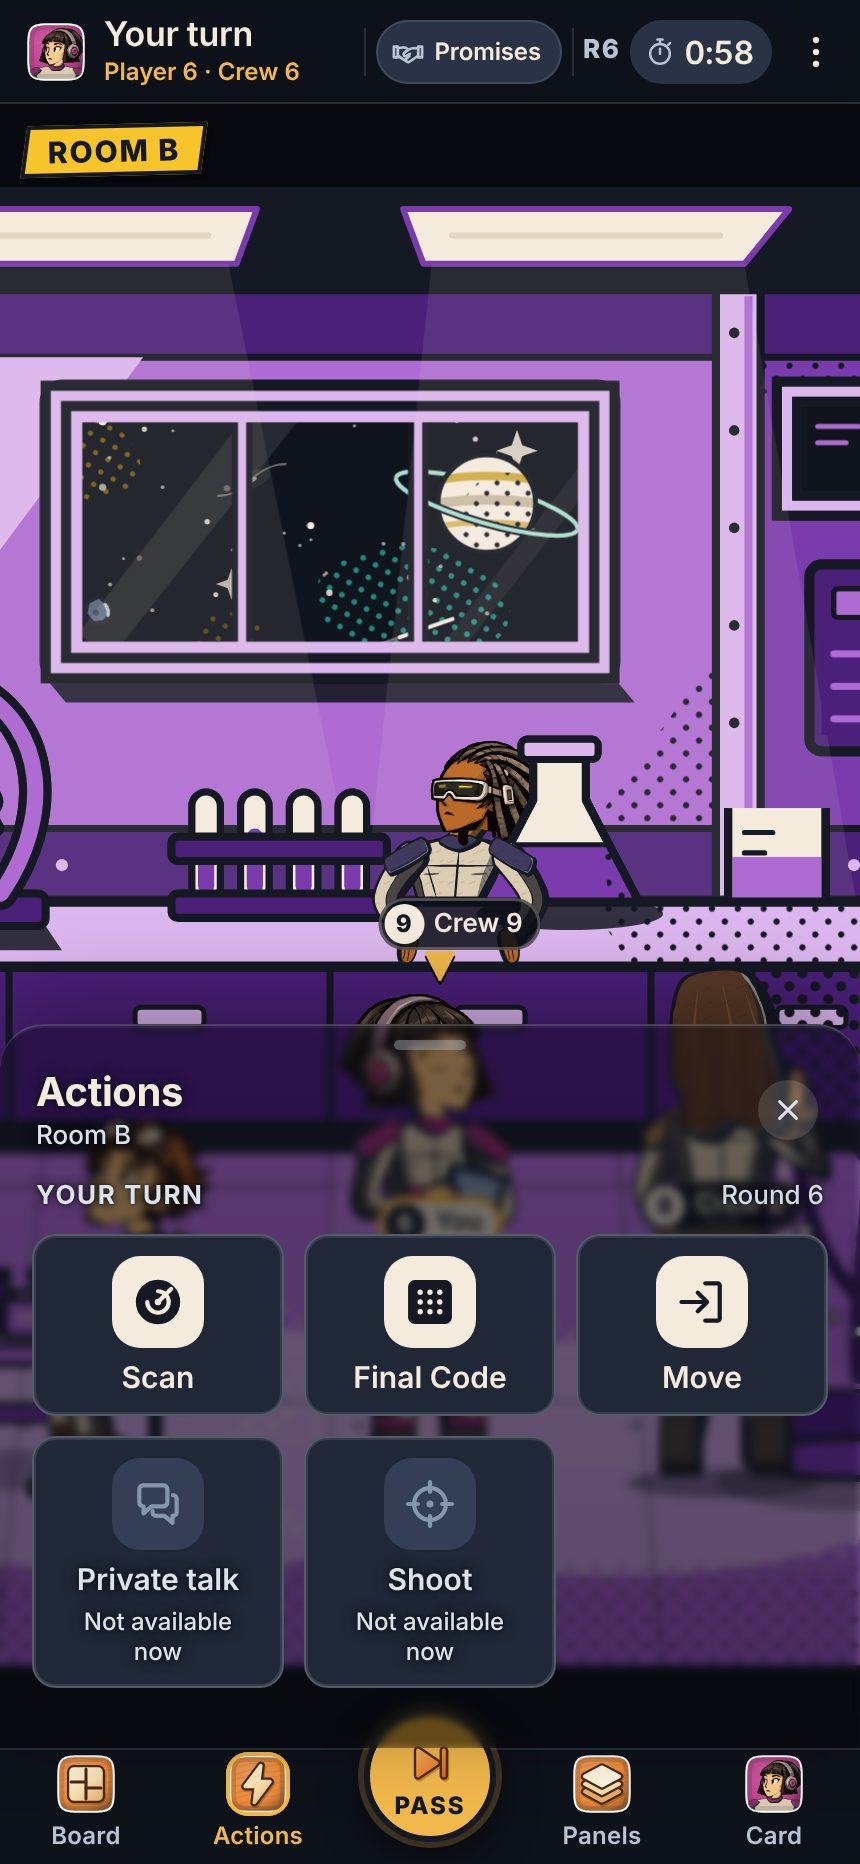 Your turn
Player 6 · Crew 6
Promises
R6
0:58
ROOM B
9 Crew 9
Actions
Room B
YOUR TURN
Round 6
Scan
Final Code
Move
Private talk
Not available
now
Shoot
Not available
now
PASS
Board
Actions
Panels
Card